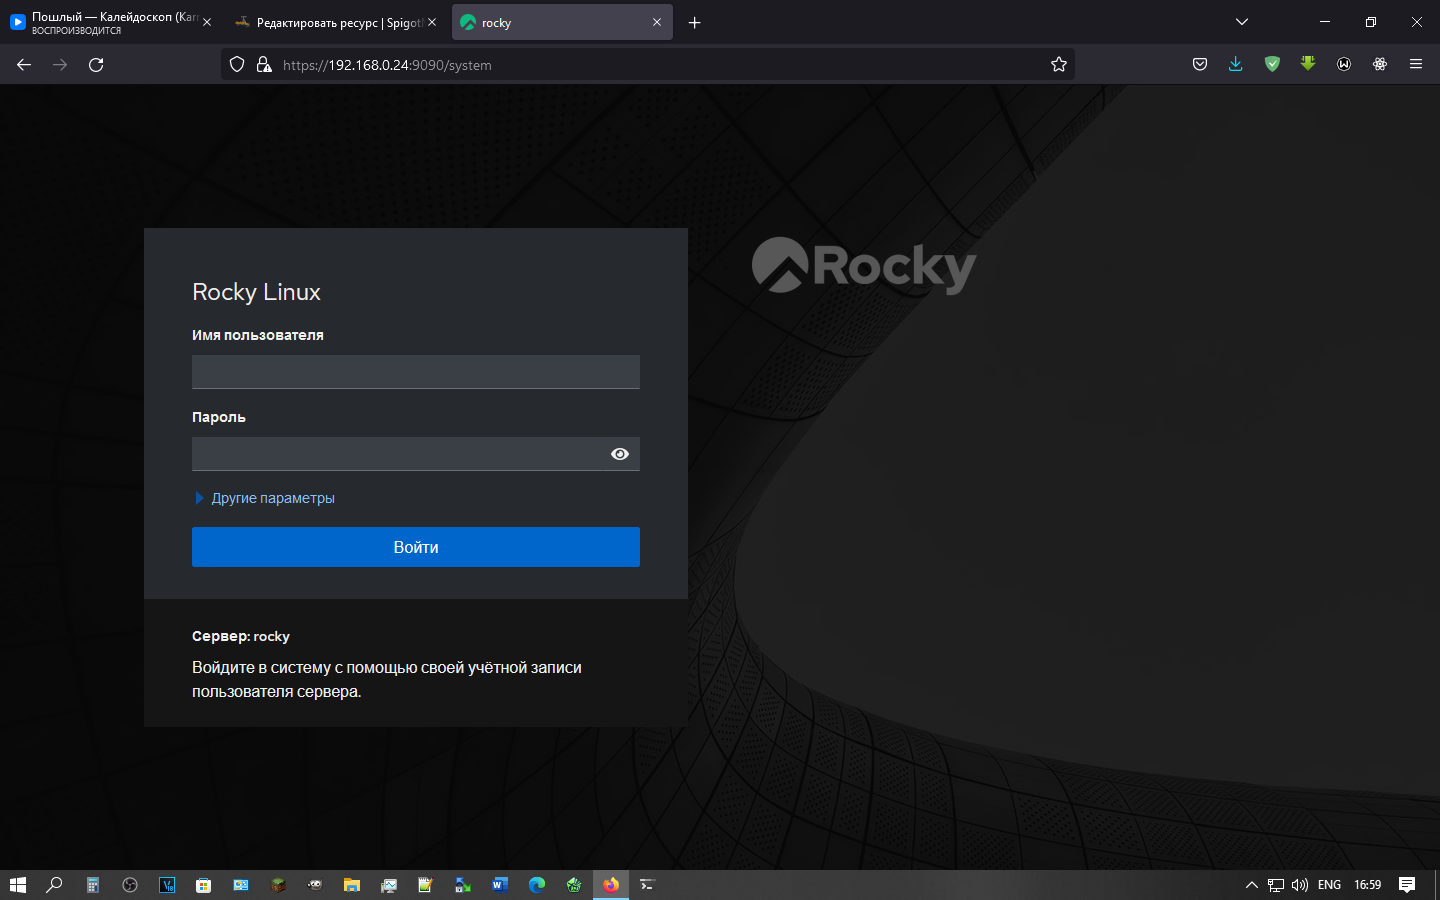 Пошлый — Калейдоскоп (Кап
ВОСПРОИЗВОДИТСЯ
Редактировать ресурс | Spigot
rocky
https://192.168.0.24:9090/system
Rocky
Rocky Linux
Имя пользователя
Пароль
Другие параметры
Войти
Сервер: rocky
Войдите в систему с помощью своей учётной записи
пользователя сервера.
ENG
16:59